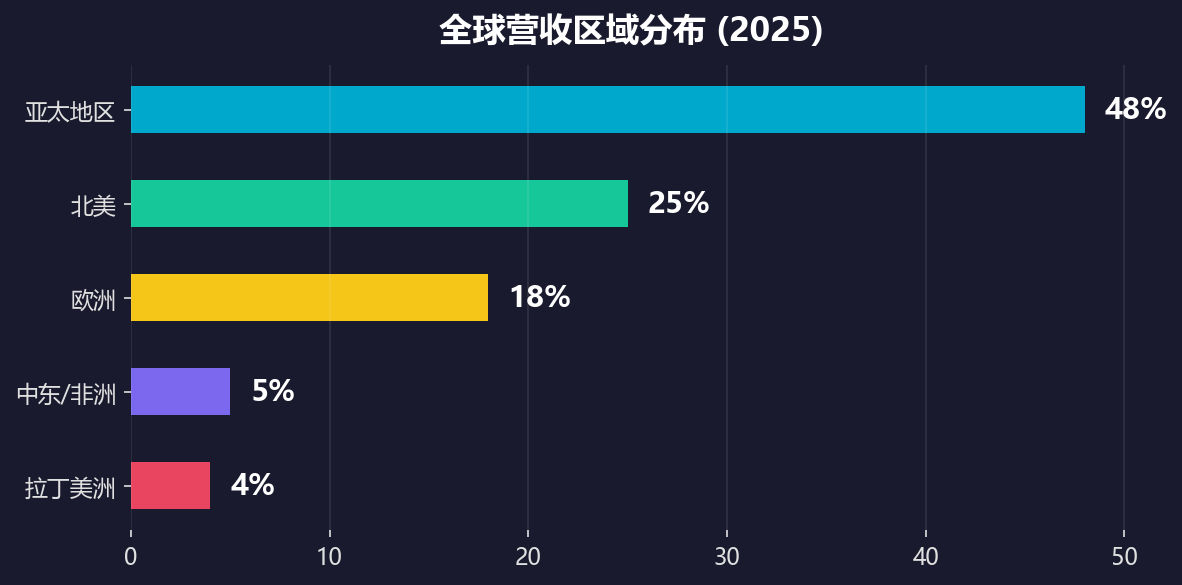 全球营收区域分布 (2025)
亚太地区 48%
北美 25%
欧洲 18%
中东/非洲 5%
拉丁美洲 4%
0 10 20 30 40 50